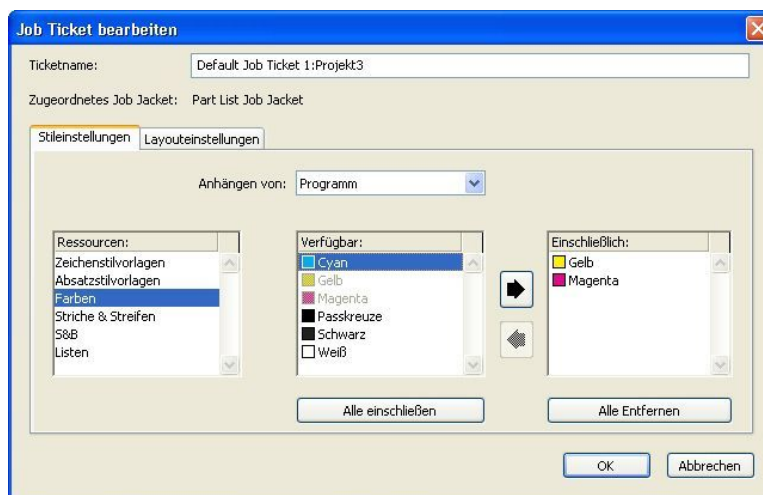 Job Ticket bearbeiten
Ticketname: Default Job Ticket 1:Projekt3
Zugeordnetes Job Jacket: Part List Job Jacket
Stileinstellungen Layouteinstellungen
Anhängen von: Programm
Ressourcen:
Zeichenstilvorlagen
Absatzstilvorlagen
Farben
Striche & Streifen
S&B
Listen
Verfügbar:
Cyan
Gelb
Magenta
Passkreuze
Schwarz
Weiß
Einschließlich:
Gelb
Magenta
Alle einschließen Alle Entfernen
OK Abbrechen